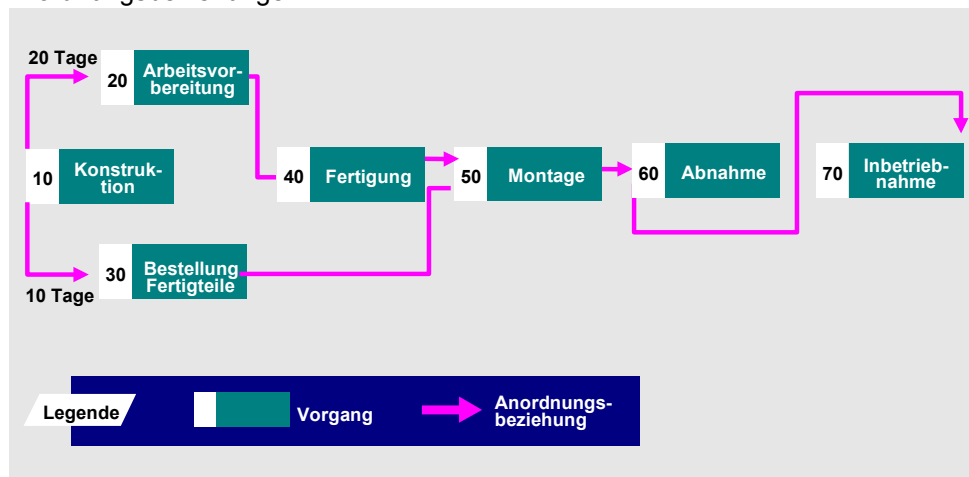 20 Tage
20
Arbeitsvor-
bereitung
10
Konstruk-
tion
40
Fertigung
50
Montage
60
Abnahme
70
Inbetrieb-
nahme
30
Bestellung
Fertigteile
10 Tage
Legende
Vorgang
Anordnungs-
beziehung